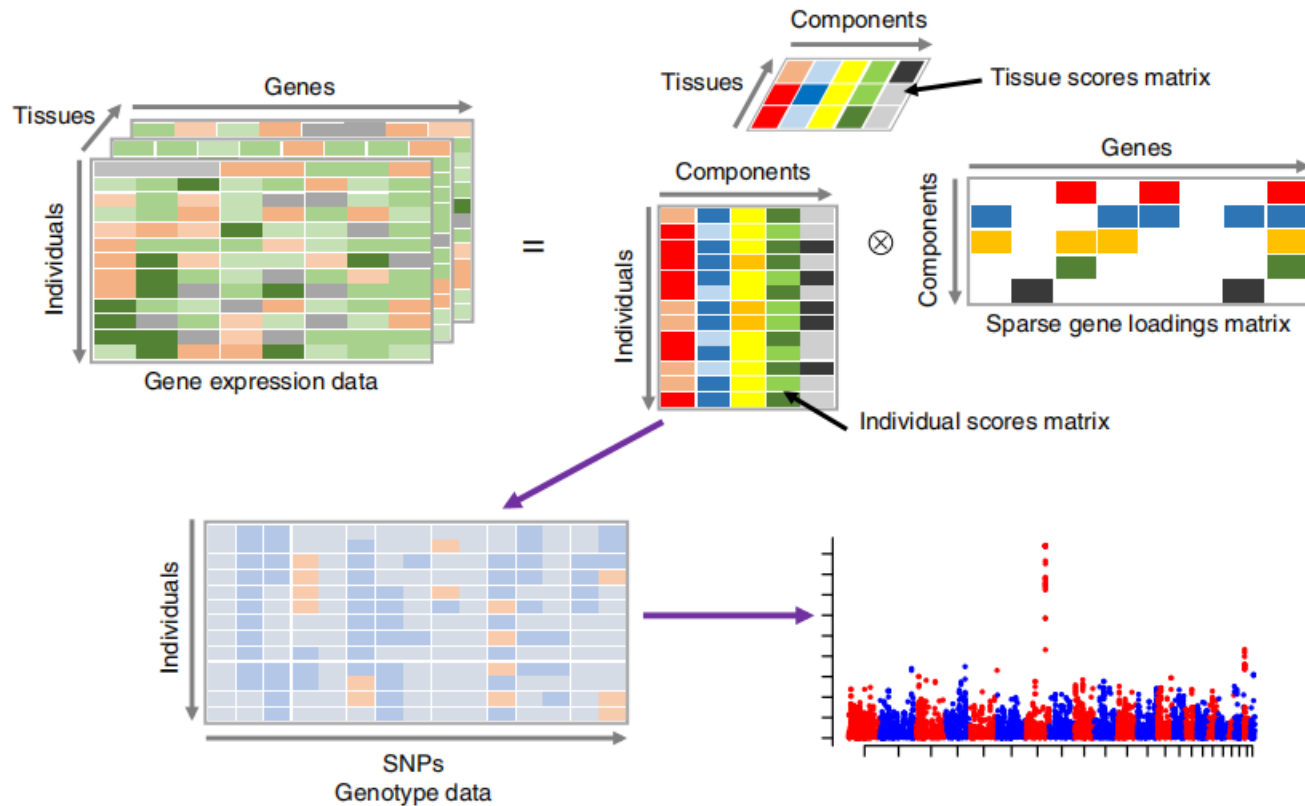 Genes
Tissues
Individuals
Gene expression data
=
Components
Tissues
Tissue scores matrix
Components
Individuals
Individual scores matrix
⊗
Genes
Components
Sparse gene loadings matrix
Individuals
SNPs
Genotype data